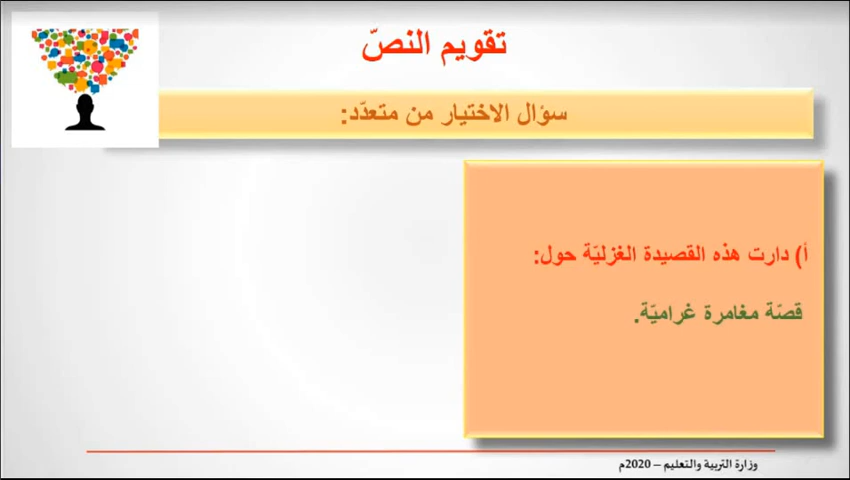 تقويم النصّ
سؤال الاختيار من متعدّد:
أ) دارت هذه القصيدة الغزليّة حول:
قصّة مغامرة غراميّة.
وزارة التربية والتعليم – 2020م